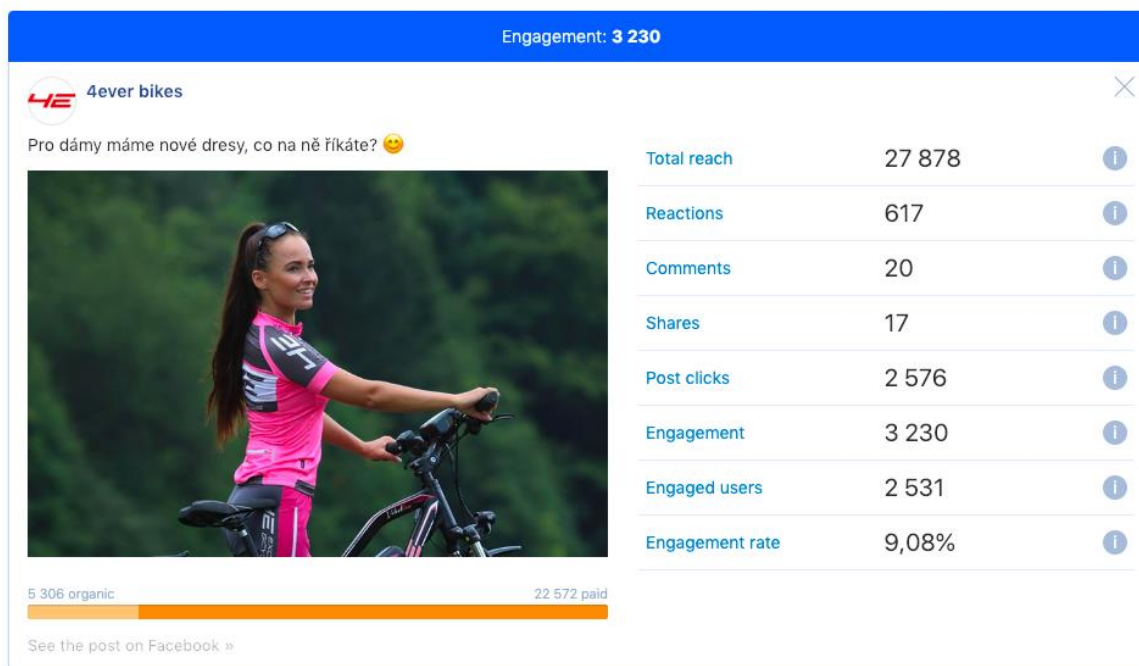 Engagement: 3 230
4E
4ever bikes
Pro dámy máme nové dresy, co na ně říkáte? 😊
Total reach 27 878
Reactions 617
Comments 20
Shares 17
Post clicks 2 576
Engagement 3 230
Engaged users 2 531
Engagement rate 9,08%
5 306 organic 22 572 paid
See the post on Facebook »